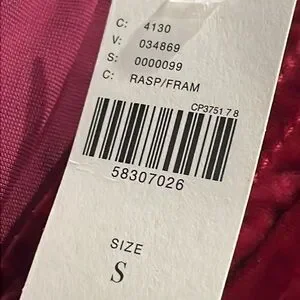 C: 4130
V: 034869
S: 0000099
C: RASP/FRAM
CP3751 7 8
58307026
SIZE
S